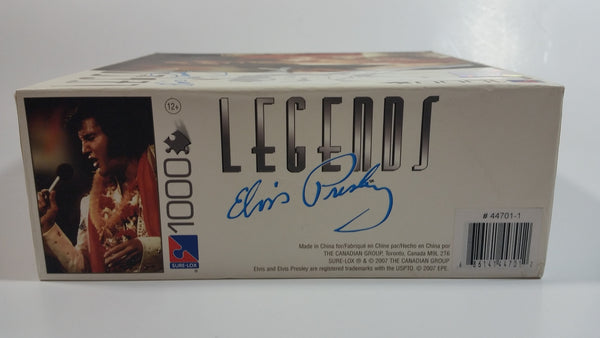 LEGENDS
12+
1000
Elvis Presley
SURE-LOX
# 44701-1
Made in China for/Fabriqué en Chine par/Hecho en China por
THE CANADIAN GROUP, Toronto, Canada M9L 2T6
SURE-LOX ® & © 2007 THE CANADIAN GROUP
Elvis and Elvis Presley are registered trademarks with the USPTO. © 2007 EPE.